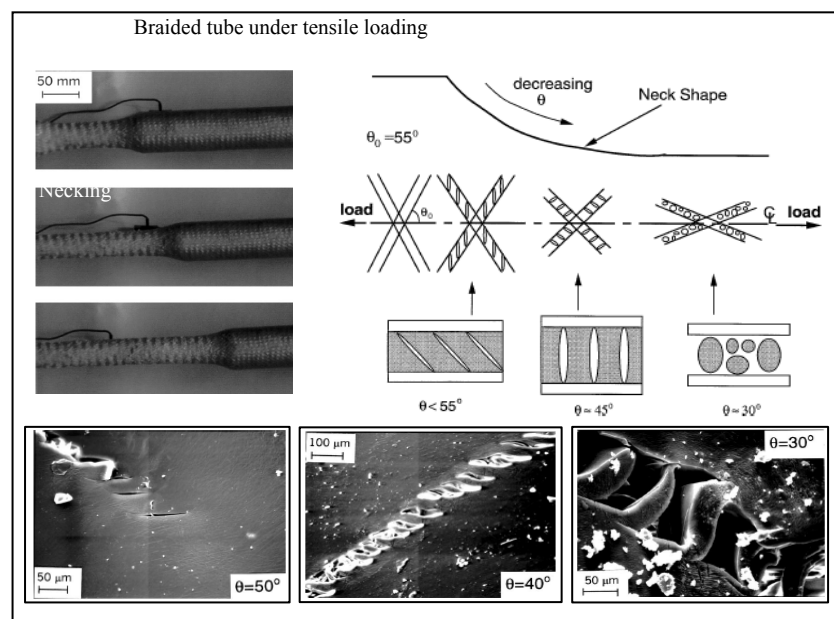 Braided tube under tensile loading
50 mm
Necking
decreasing
θ
Neck Shape
θ₀ =55°
load
θ₀
℄
load
θ<55°
θ≃45°
θ≃30°
50 μm
θ=50°
100 μm
θ=40°
θ=30°
50 μm